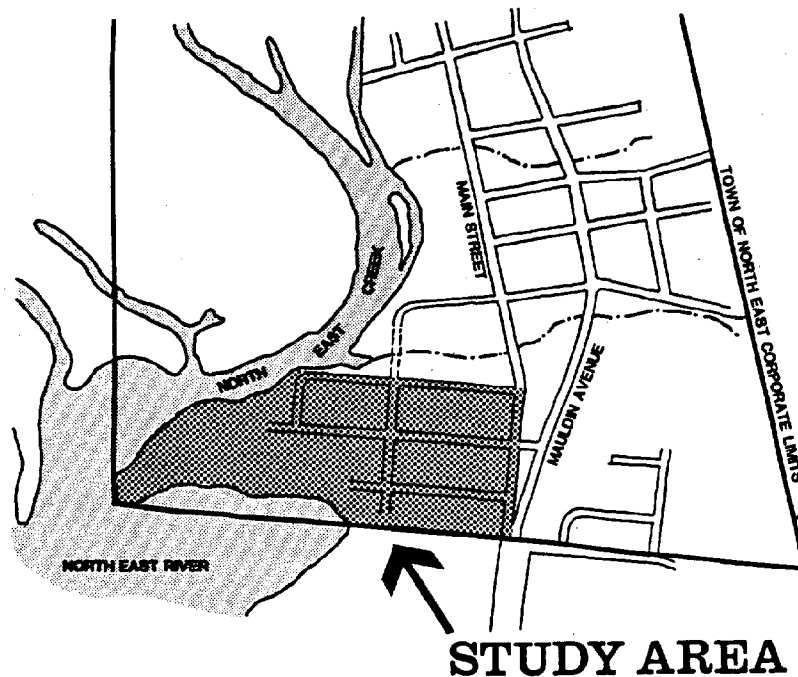 MAIN STREET
TOWN OF NORTH EAST CORPORATE LIMITS
NORTH EAST CREEK
MAULDIN AVENUE
NORTH EAST RIVER
STUDY AREA